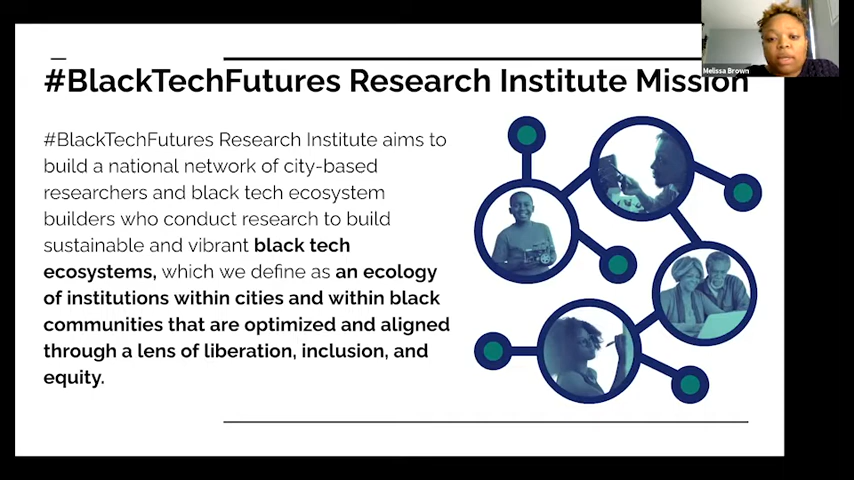 Melissa Brown
#BlackTechFutures Research Institute Mission
#BlackTechFutures Research Institute aims to
build a national network of city-based
researchers and black tech ecosystem
builders who conduct research to build
sustainable and vibrant black tech
ecosystems, which we define as an ecology
of institutions within cities and within black
communities that are optimized and aligned
through a lens of liberation, inclusion, and
equity.